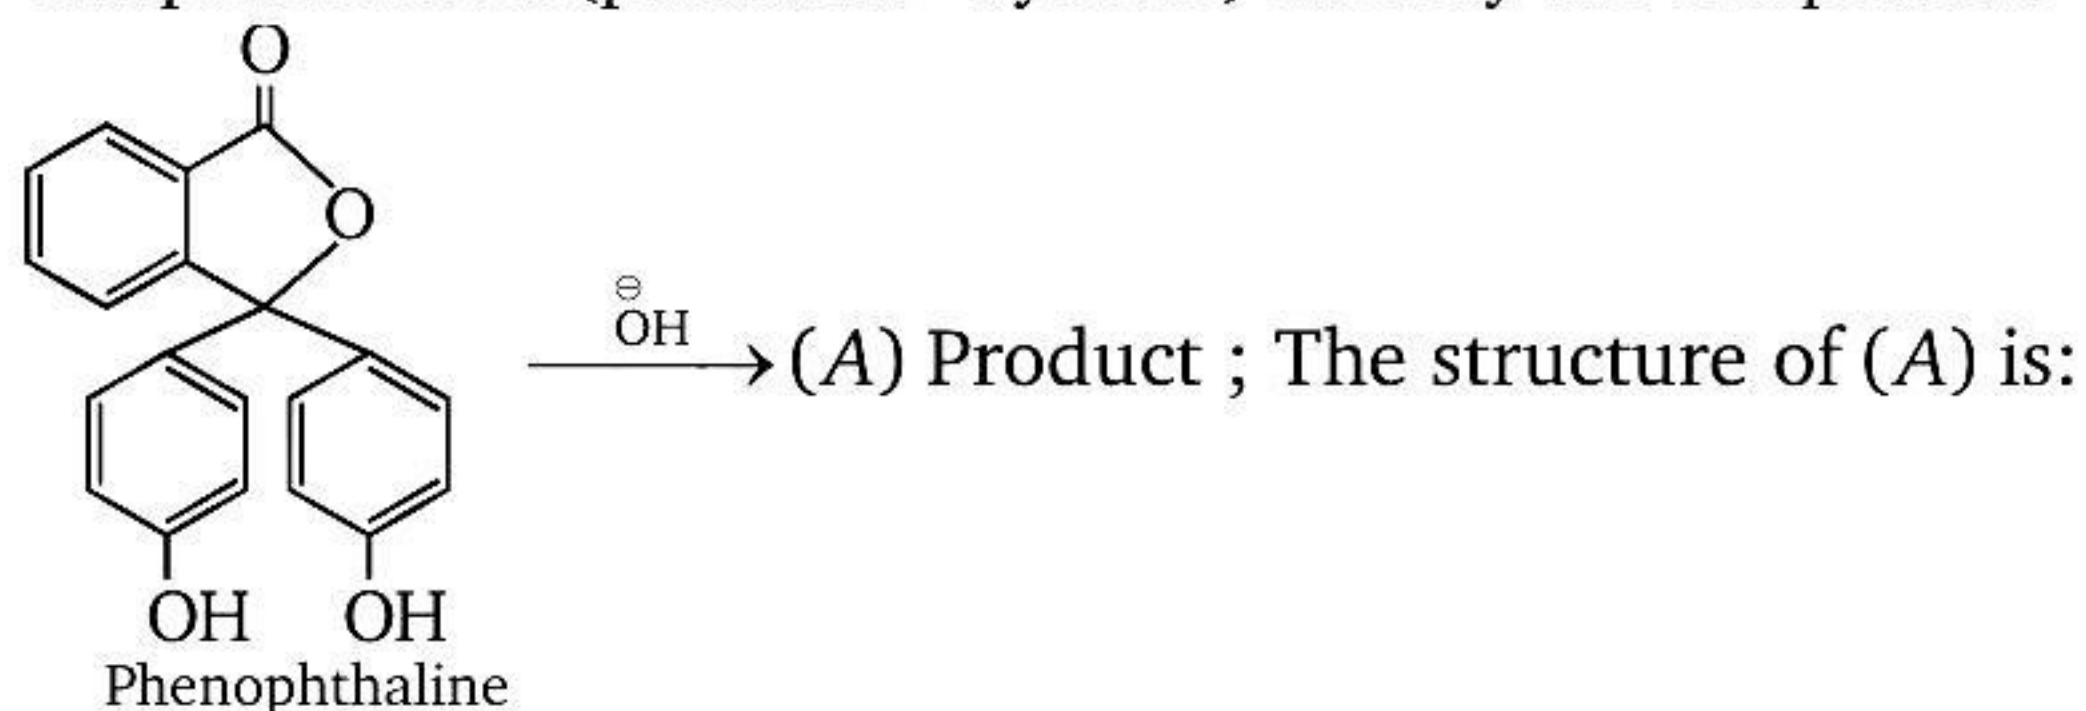 O
O
⊖
OH
(A) Product ; The structure of (A) is:
OH OH
Phenophthaline